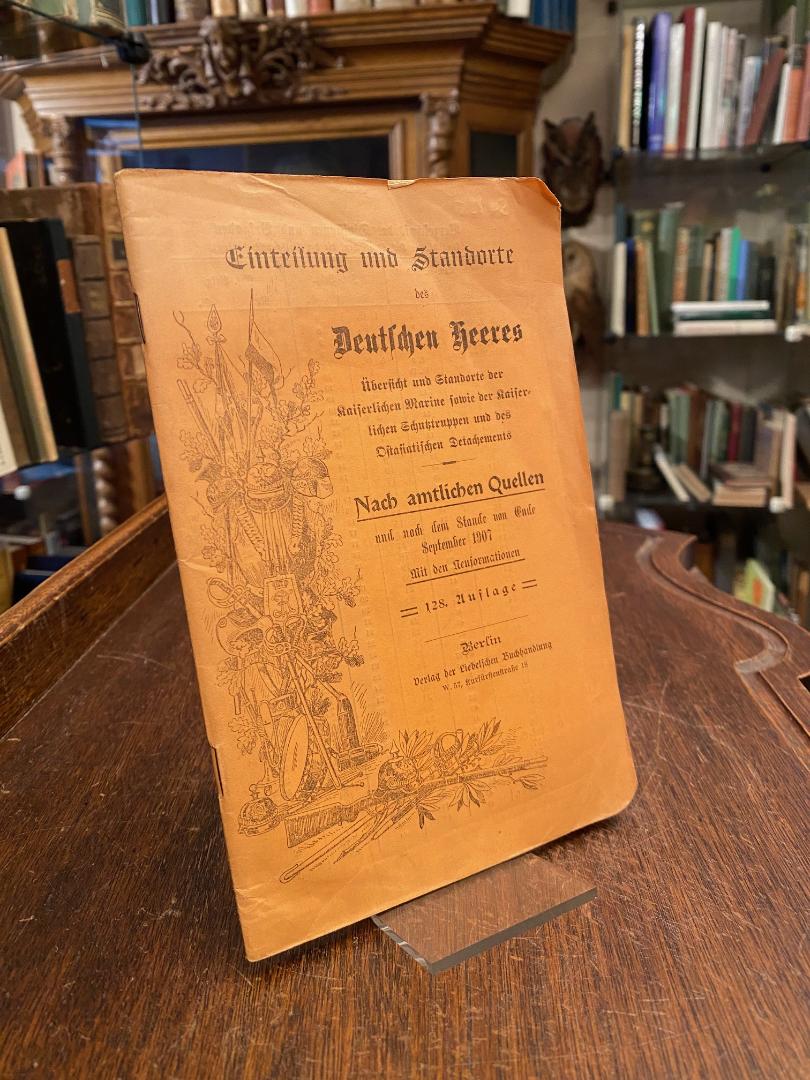 Einteilung und Standorte
des
Deutschen Heeres
Übersicht und Standorte der
Kaiserlichen Marine sowie der Kaiser-
lichen Schutztruppen und des
Ostasiatischen Detachements
Nach amtlichen Quellen
und nach dem Stande von Ende
September 1907
Mit den Neuformationen
128. Auflage
Berlin
Verlag der Liebelschen Buchhandlung
W. 57, Kurfürstenstraße 18